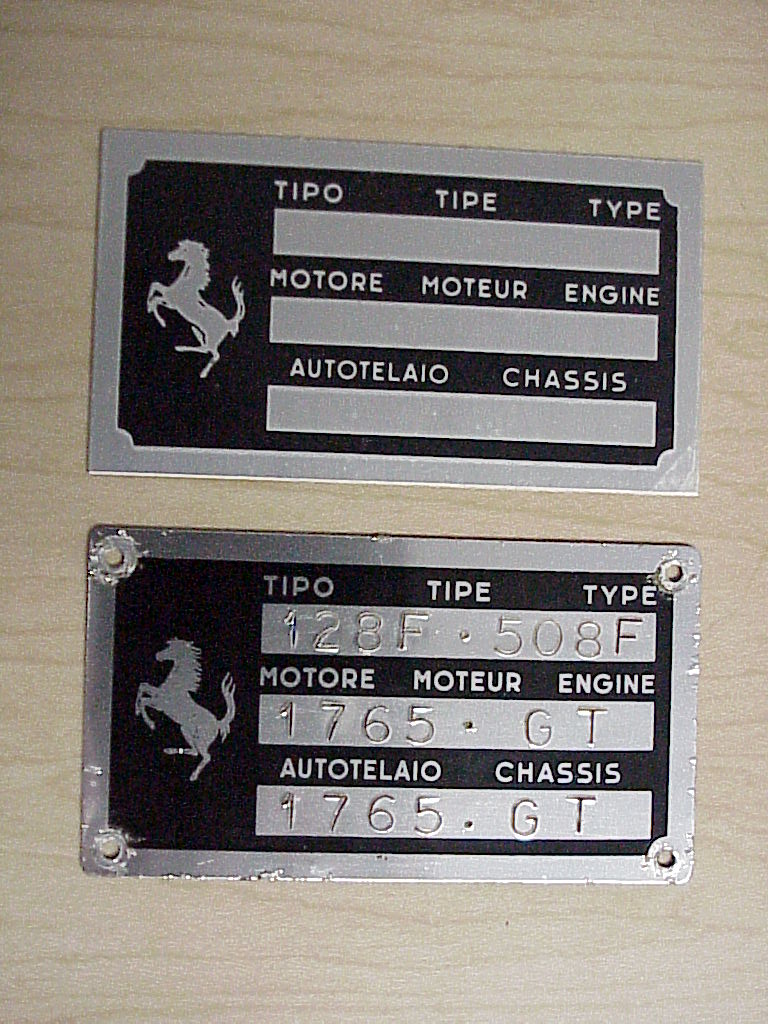 TIPO TIPE TYPE
MOTORE MOTEUR ENGINE
AUTOTELAIO CHASSIS
TIPO TIPE TYPE
128F · 508F
MOTORE MOTEUR ENGINE
1765 · GT
AUTOTELAIO CHASSIS
1765 . GT